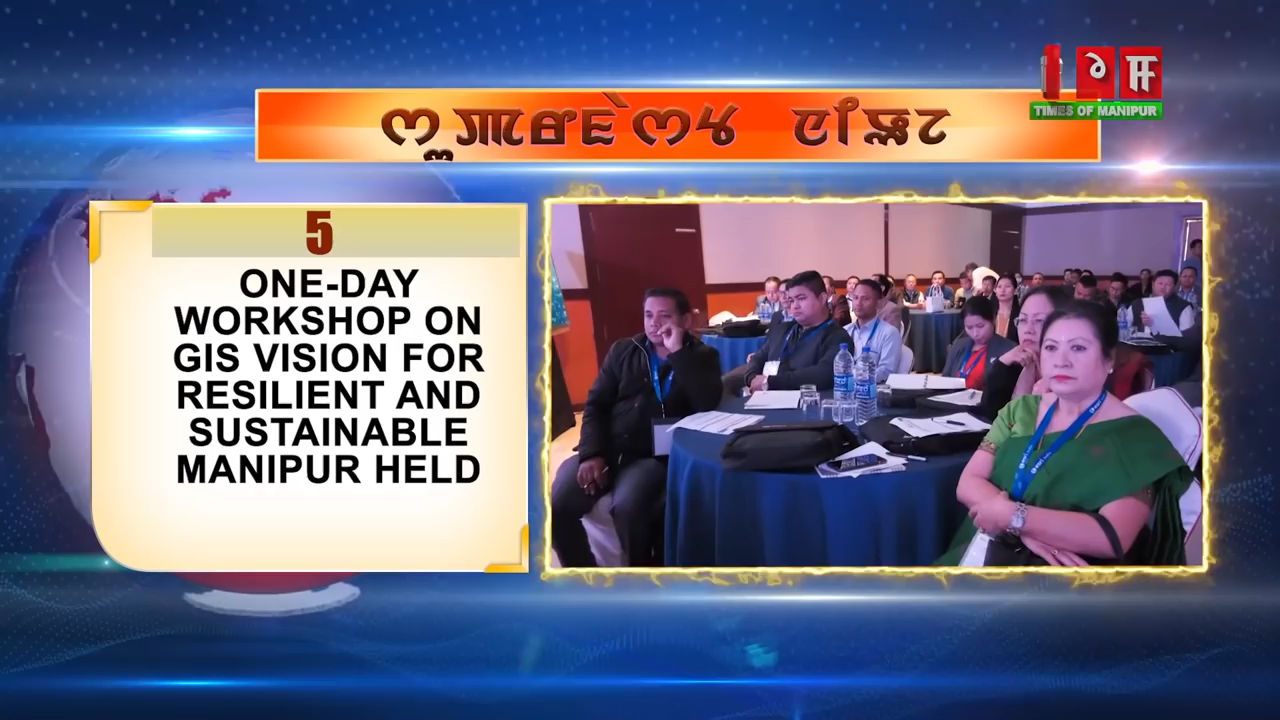 TIMES OF MANIPUR
5
ONE-DAY
WORKSHOP ON
GIS VISION FOR
RESILIENT AND
SUSTAINABLE
MANIPUR HELD